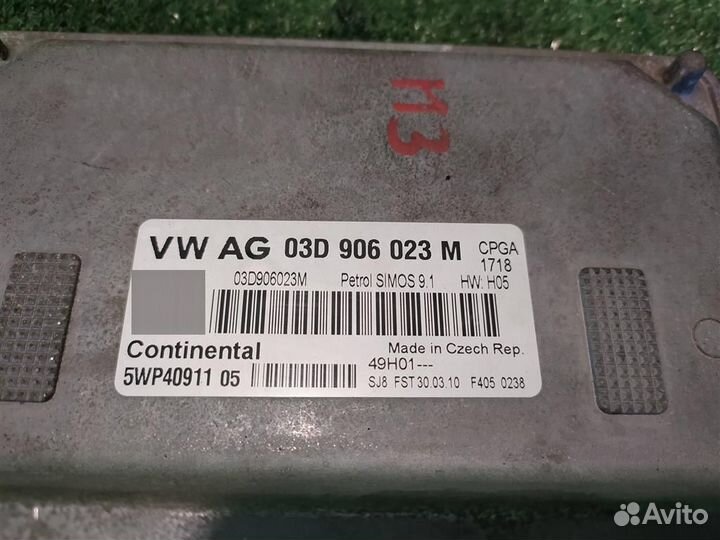 M3
VW AG 03D 906 023 M CPGA
1718
03D906023M Petrol SIMOS 9.1 HW: H05
Continental Made in Czech Rep.
49H01---
5WP40911 05 SJ8 FST 30.03.10 F405 0238
Avito